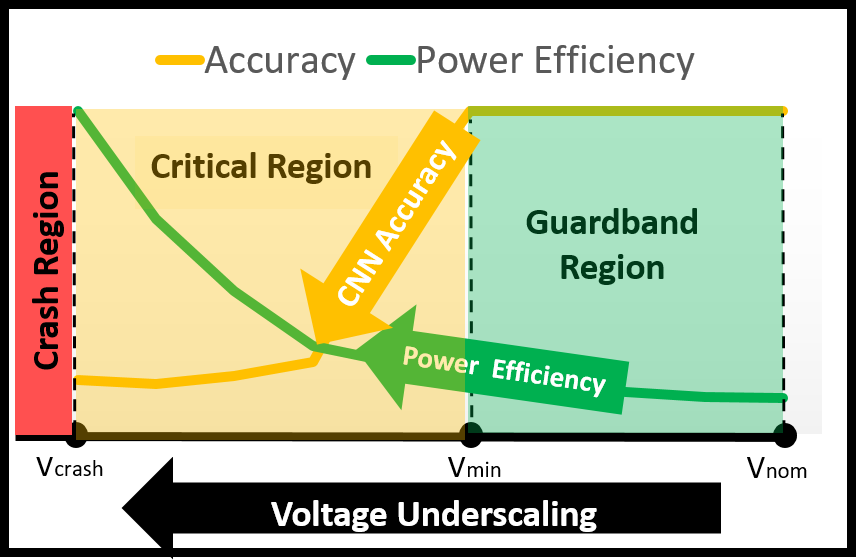 Accuracy Power Efficiency
Crash Region
Critical Region
CNN Accuracy
Guardband
Region
Power Efficiency
Vcrash Vmin Vnom
Voltage Underscaling